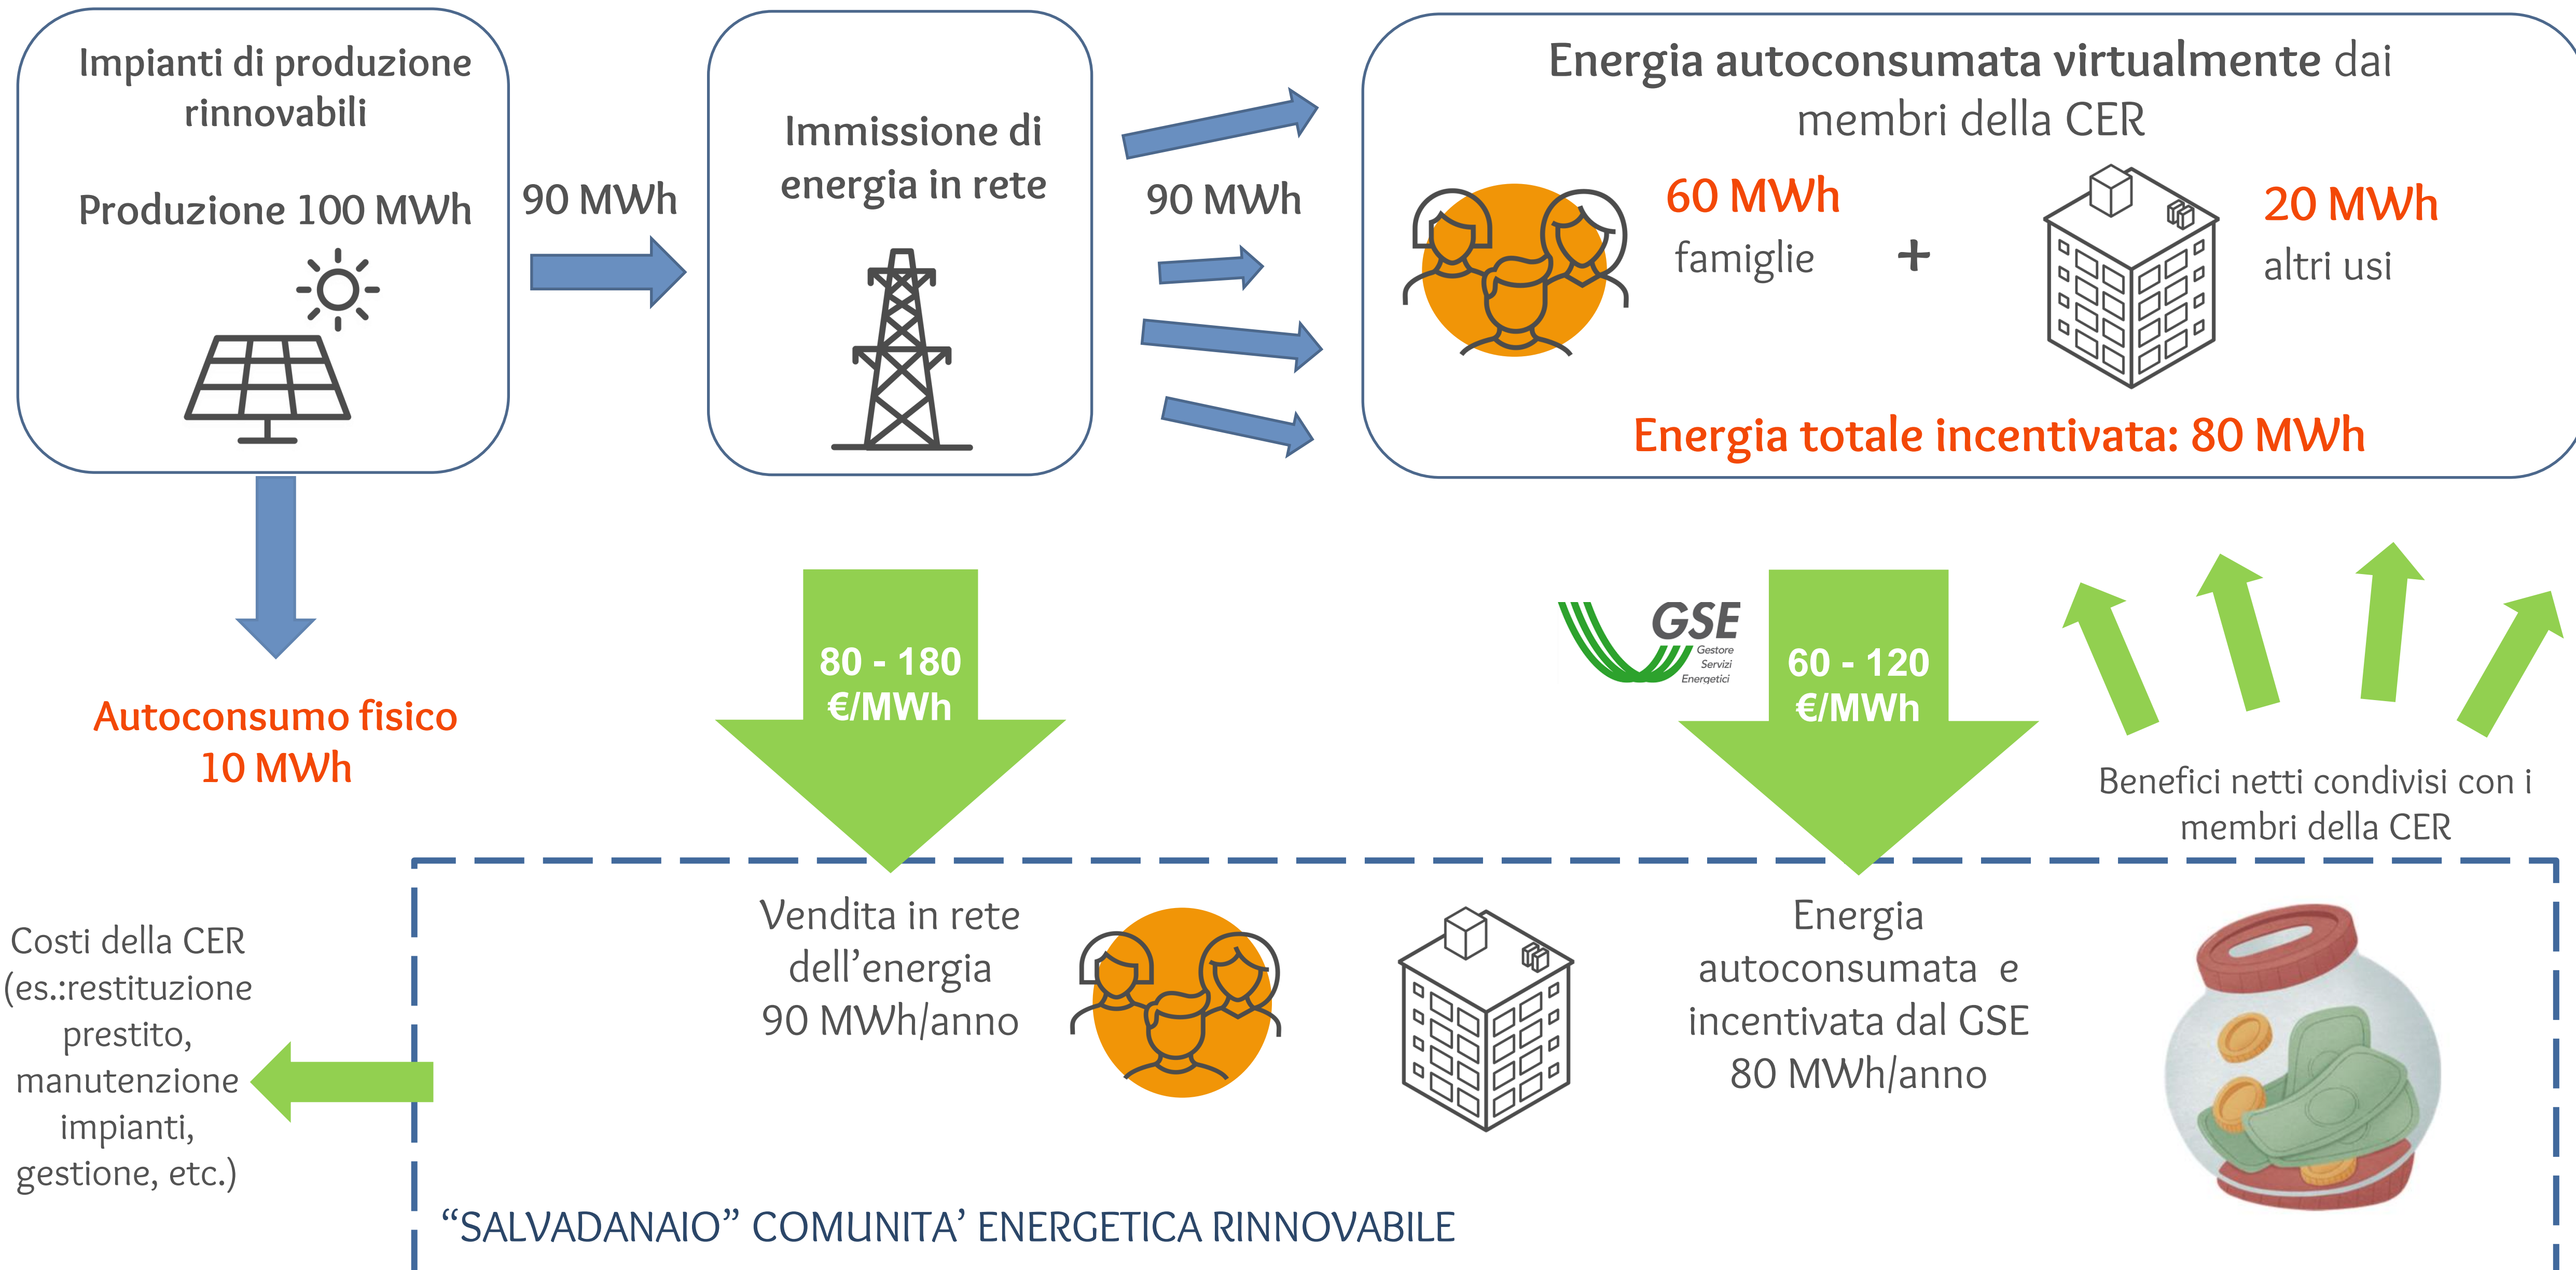 Impianti di produzione
rinnovabili
Produzione 100 MWh
90 MWh
Immissione di
energia in rete
90 MWh
Energia autoconsumata virtualmente dai
membri della CER
60 MWh
famiglie
+
20 MWh
altri usi
Energia totale incentivata: 80 MWh
Autoconsumo fisico
10 MWh
80 - 180
€/MWh
GSE
Gestore
Servizi
Energetici
60 - 120
€/MWh
Benefici netti condivisi con i
membri della CER
Costi della CER
(es.:restituzione
prestito,
manutenzione
impianti,
gestione, etc.)
Vendita in rete
dell’energia
90 MWh/anno
Energia
autoconsumata e
incentivata dal GSE
80 MWh/anno
“SALVADANAIO” COMUNITA’ ENERGETICA RINNOVABILE